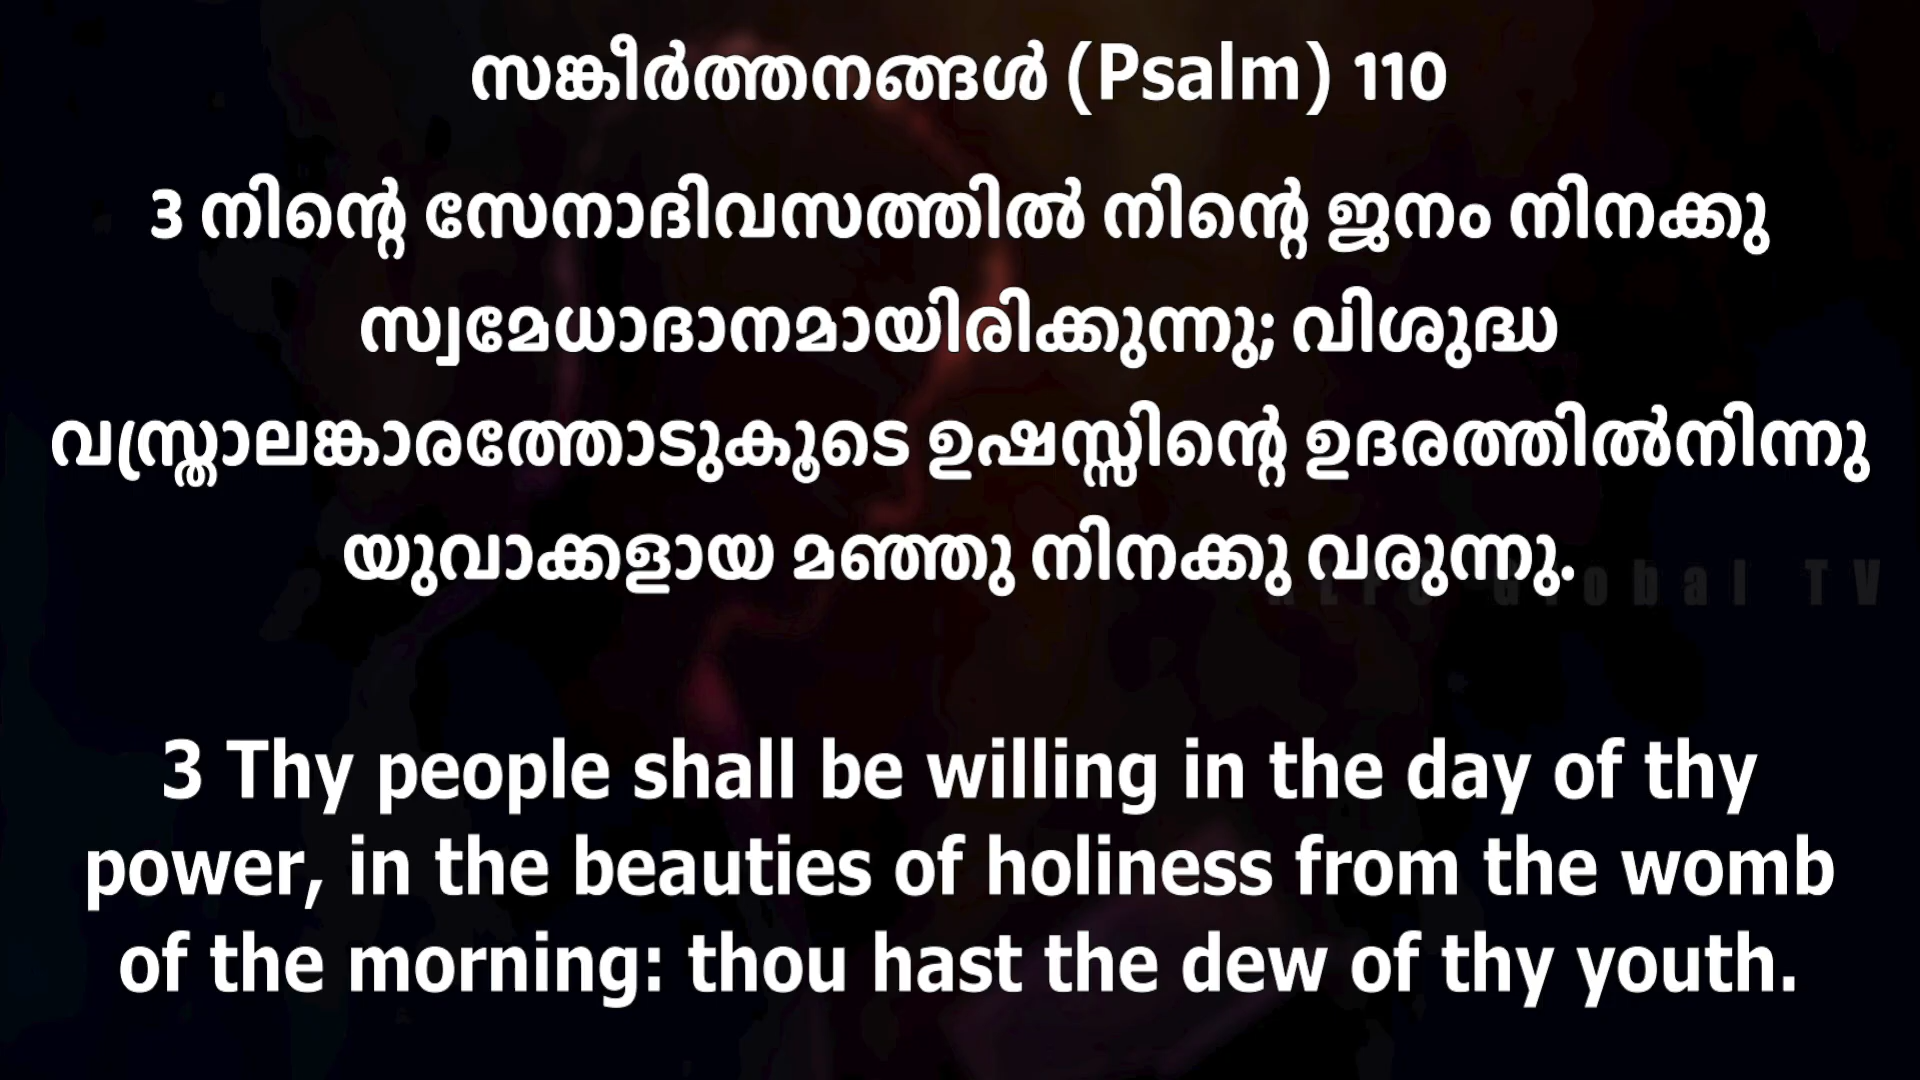 സങ്കീർത്തനങ്ങൾ (Psalm) 110
3 നിന്റെ സേനാദിവസത്തിൽ നിന്റെ ജനം നിനക്കു
സ്വമേധാദാനമായിരിക്കുന്നു; വിശുദ്ധ
വസ്ത്രാലങ്കാരത്തോടുകൂടെ ഉഷസ്സിന്റെ ഉദരത്തിൽനിന്നു
യുവാക്കളായ മഞ്ഞു നിനക്കു വരുന്നു.
Global TV
3 Thy people shall be willing in the day of thy
power, in the beauties of holiness from the womb
of the morning: thou hast the dew of thy youth.